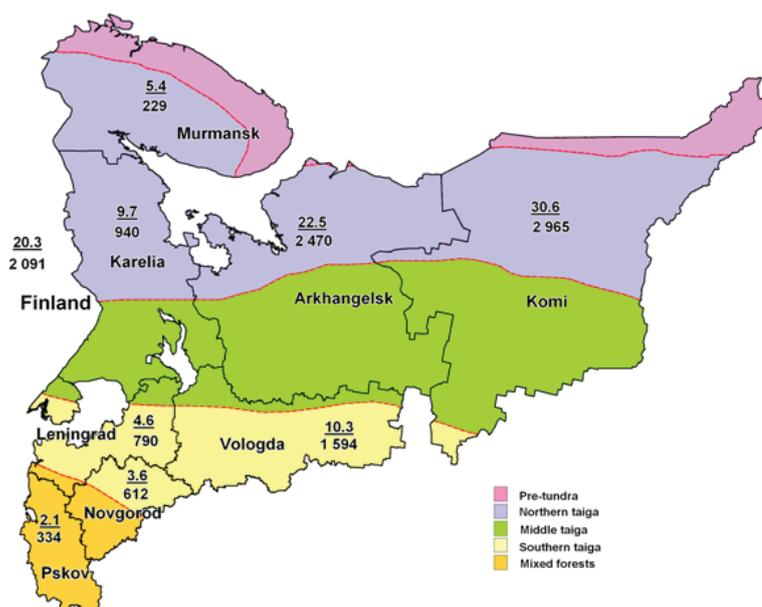 5.4
229
Murmansk
9.7
940
Karelia
22.5
2 470
30.6
2 965
20.3
2 091
Finland
Arkhangelsk
Komi
Leningrad
4.6
790
Vologda
10.3
1 594
3.6
612
Novgorod
2.1
334
Pskov
Pre-tundra
Northern taiga
Middle taiga
Southern taiga
Mixed forests